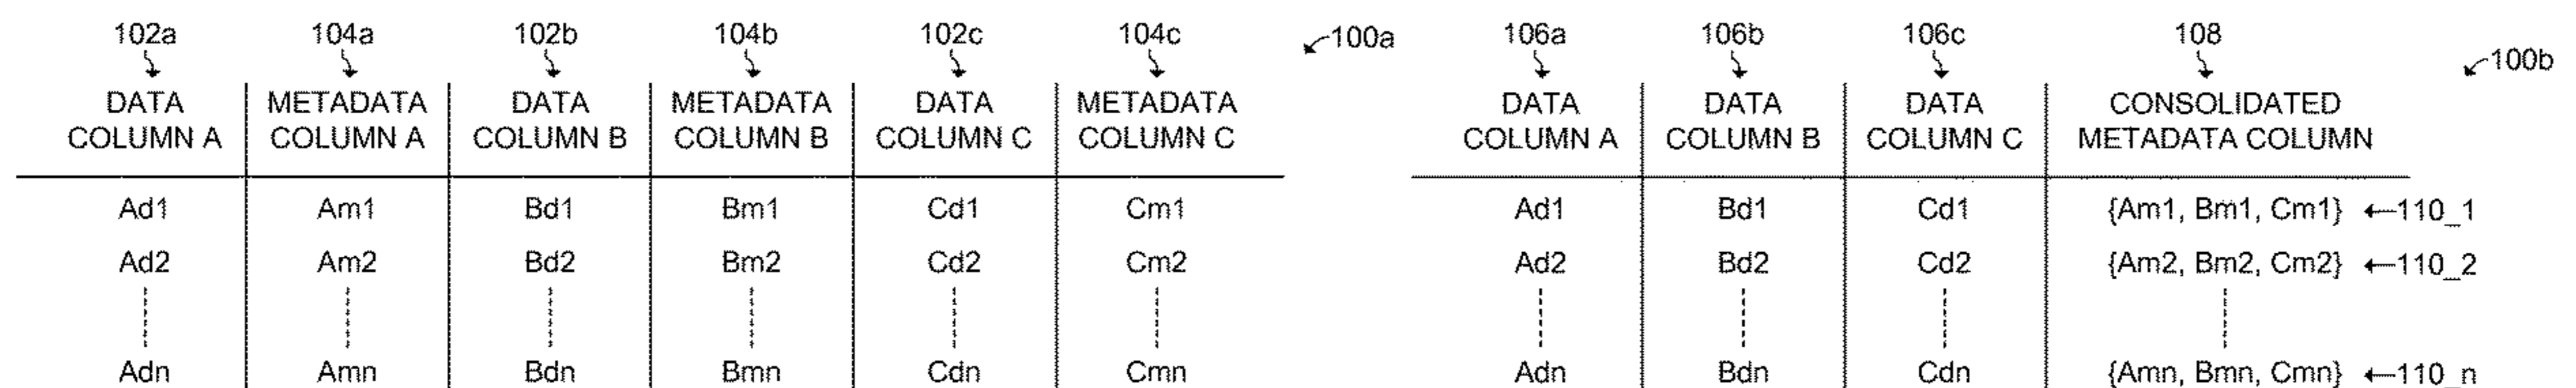 102a 104a 102b 104b 102c 104c 100a 106a 106b 106c 108 100b
DATA METADATA DATA METADATA DATA METADATA DATA DATA DATA CONSOLIDATED
COLUMN A COLUMN A COLUMN B COLUMN B COLUMN C COLUMN C COLUMN A COLUMN B COLUMN C METADATA COLUMN
Ad1 Am1 Bd1 Bm1 Cd1 Cm1 Ad1 Bd1 Cd1 {Am1, Bm1, Cm1} 110_1
Ad2 Am2 Bd2 Bm2 Cd2 Cm2 Ad2 Bd2 Cd2 {Am2, Bm2, Cm2} 110_2
Adn Amn Bdn Bmn Cdn Cmn Adn Bdn Cdn {Amn, Bmn, Cmn} 110_n